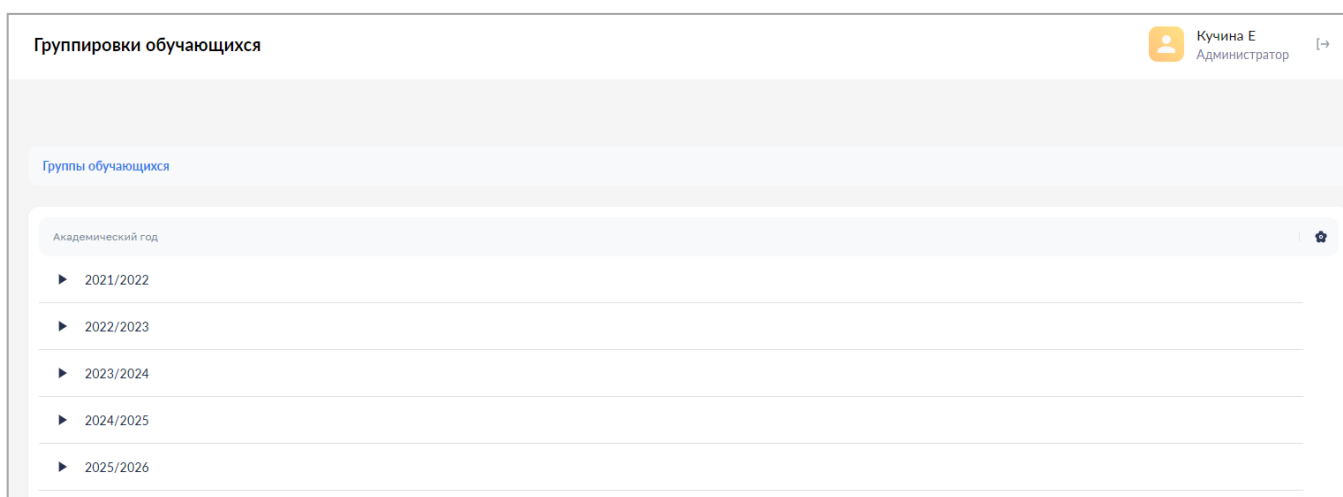 Группировки обучающихся
Кучина Е
Администратор
Группы обучающихся
Академический год
2021/2022
2022/2023
2023/2024
2024/2025
2025/2026